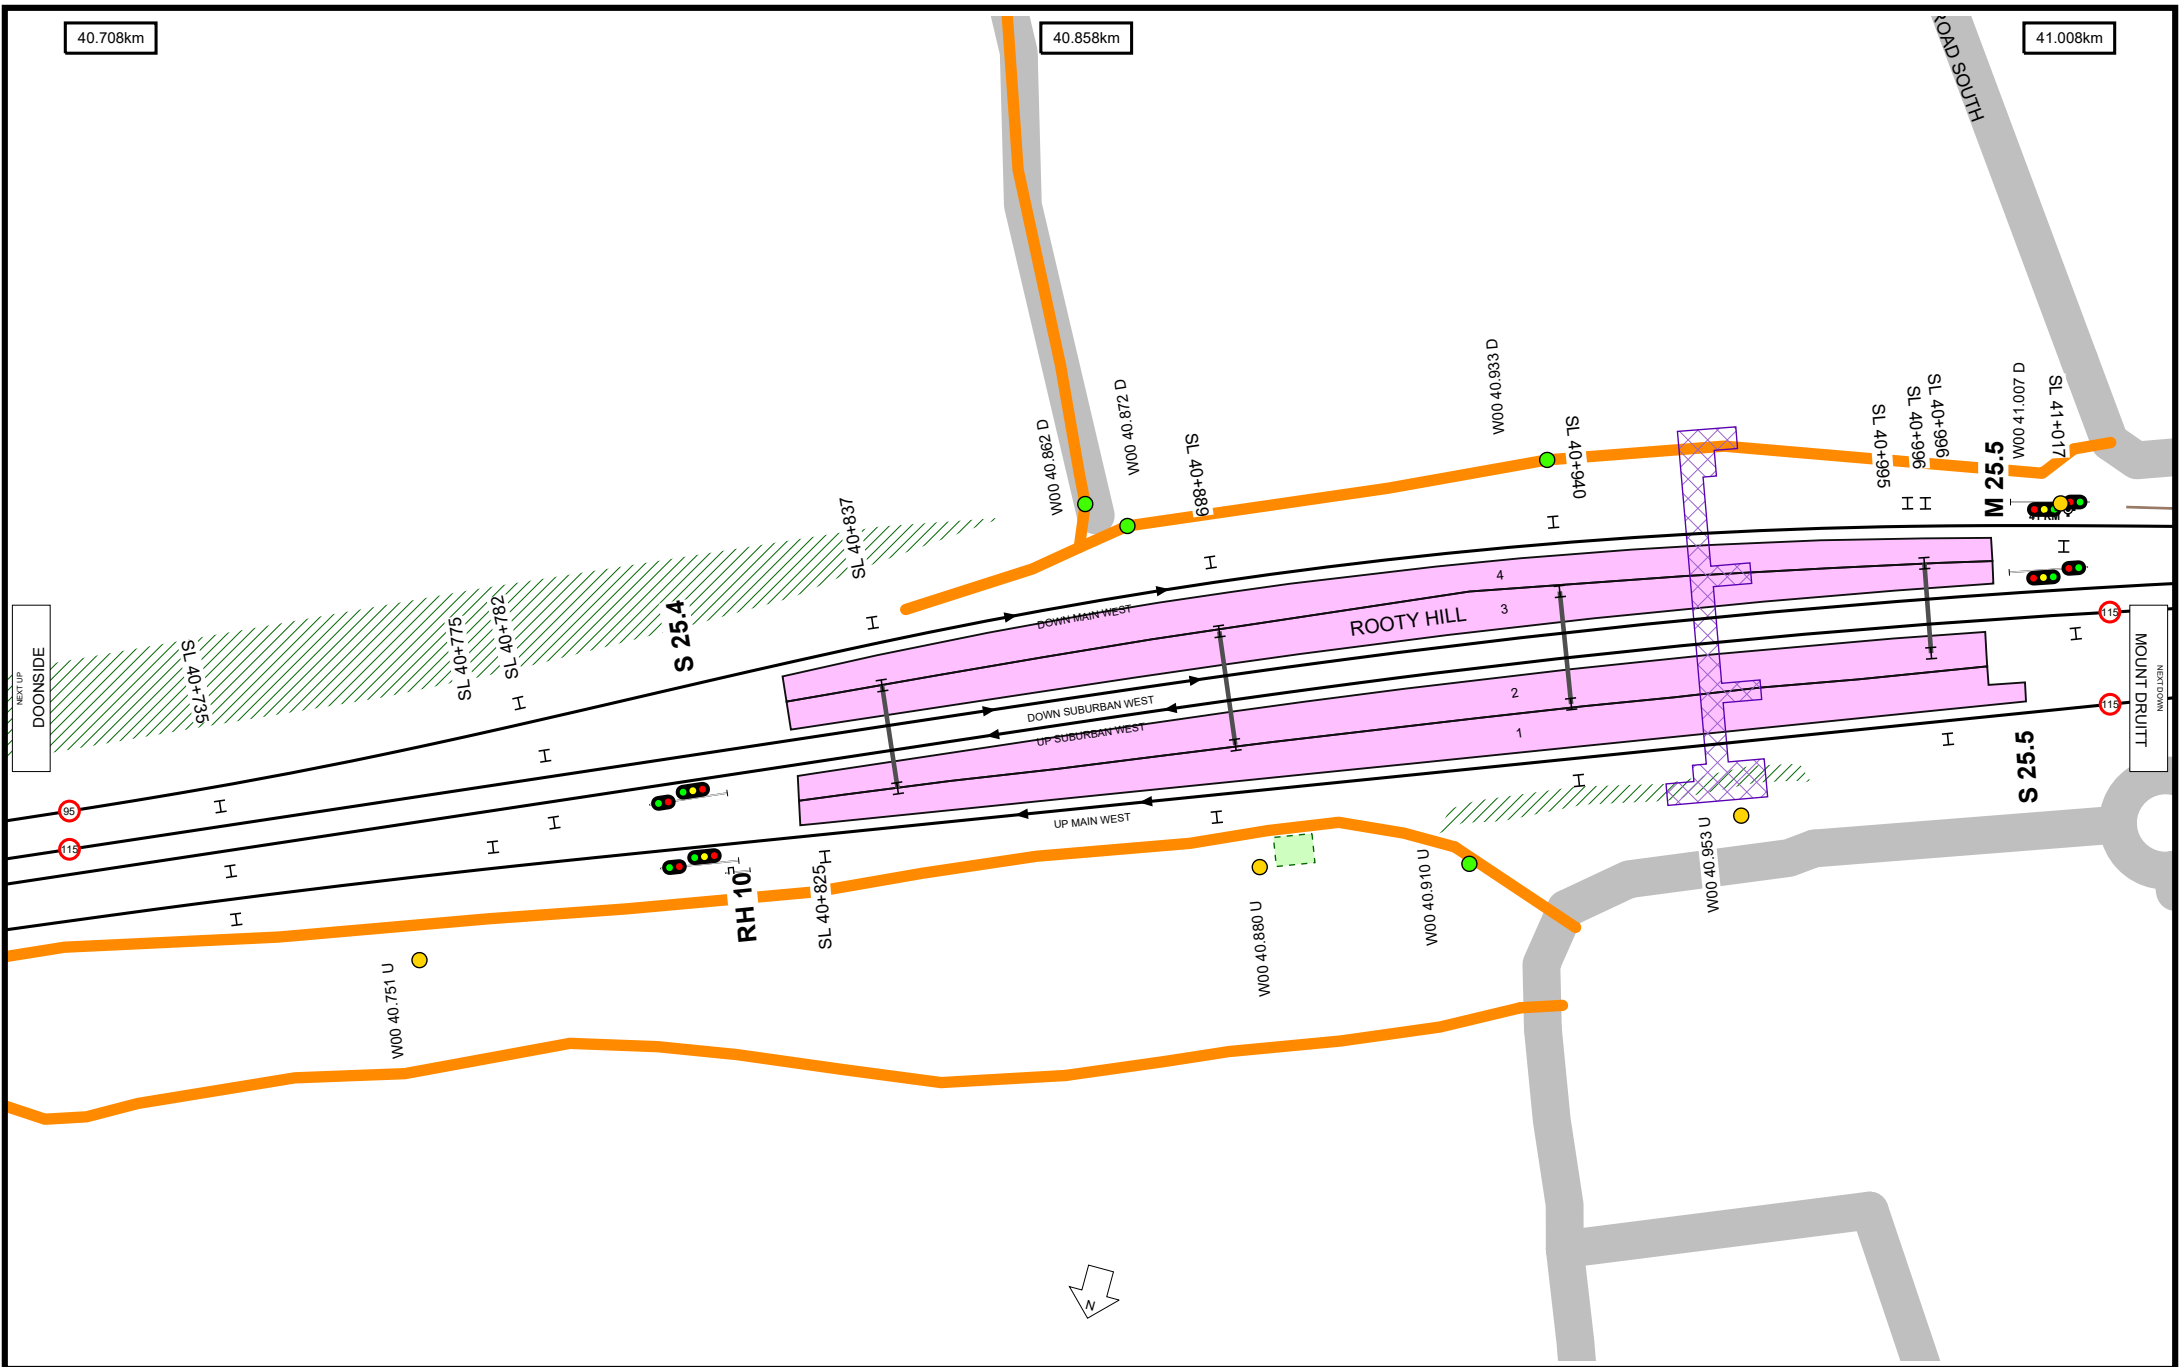 40.708km
40.858km
41.008km
ROAD SOUTH
W00 40.933 D
W00 41.007 D
SL 41+017
SL 40+996
SL 40+996
SL 40+995
W00 40.872 D
W00 40.862 D
SL 40+889
SL 40+940
M 25.5
SL 40+837
41 KM
SL 40+782
SL 40+775
S 25.4
SL 40+735
NEXT UP
DOONSIDE
4
3
ROOTY HILL
DOWN MAIN WEST
DOWN SUBURBAN WEST
UP SUBURBAN WEST
2
1
UP MAIN WEST
115
115
MOUNT DRUITT
NEXT DOWN
95
115
S 25.5
RH 10
SL 40+825
W00 40.953 U
W00 40.910 U
W00 40.880 U
W00 40.751 U
N